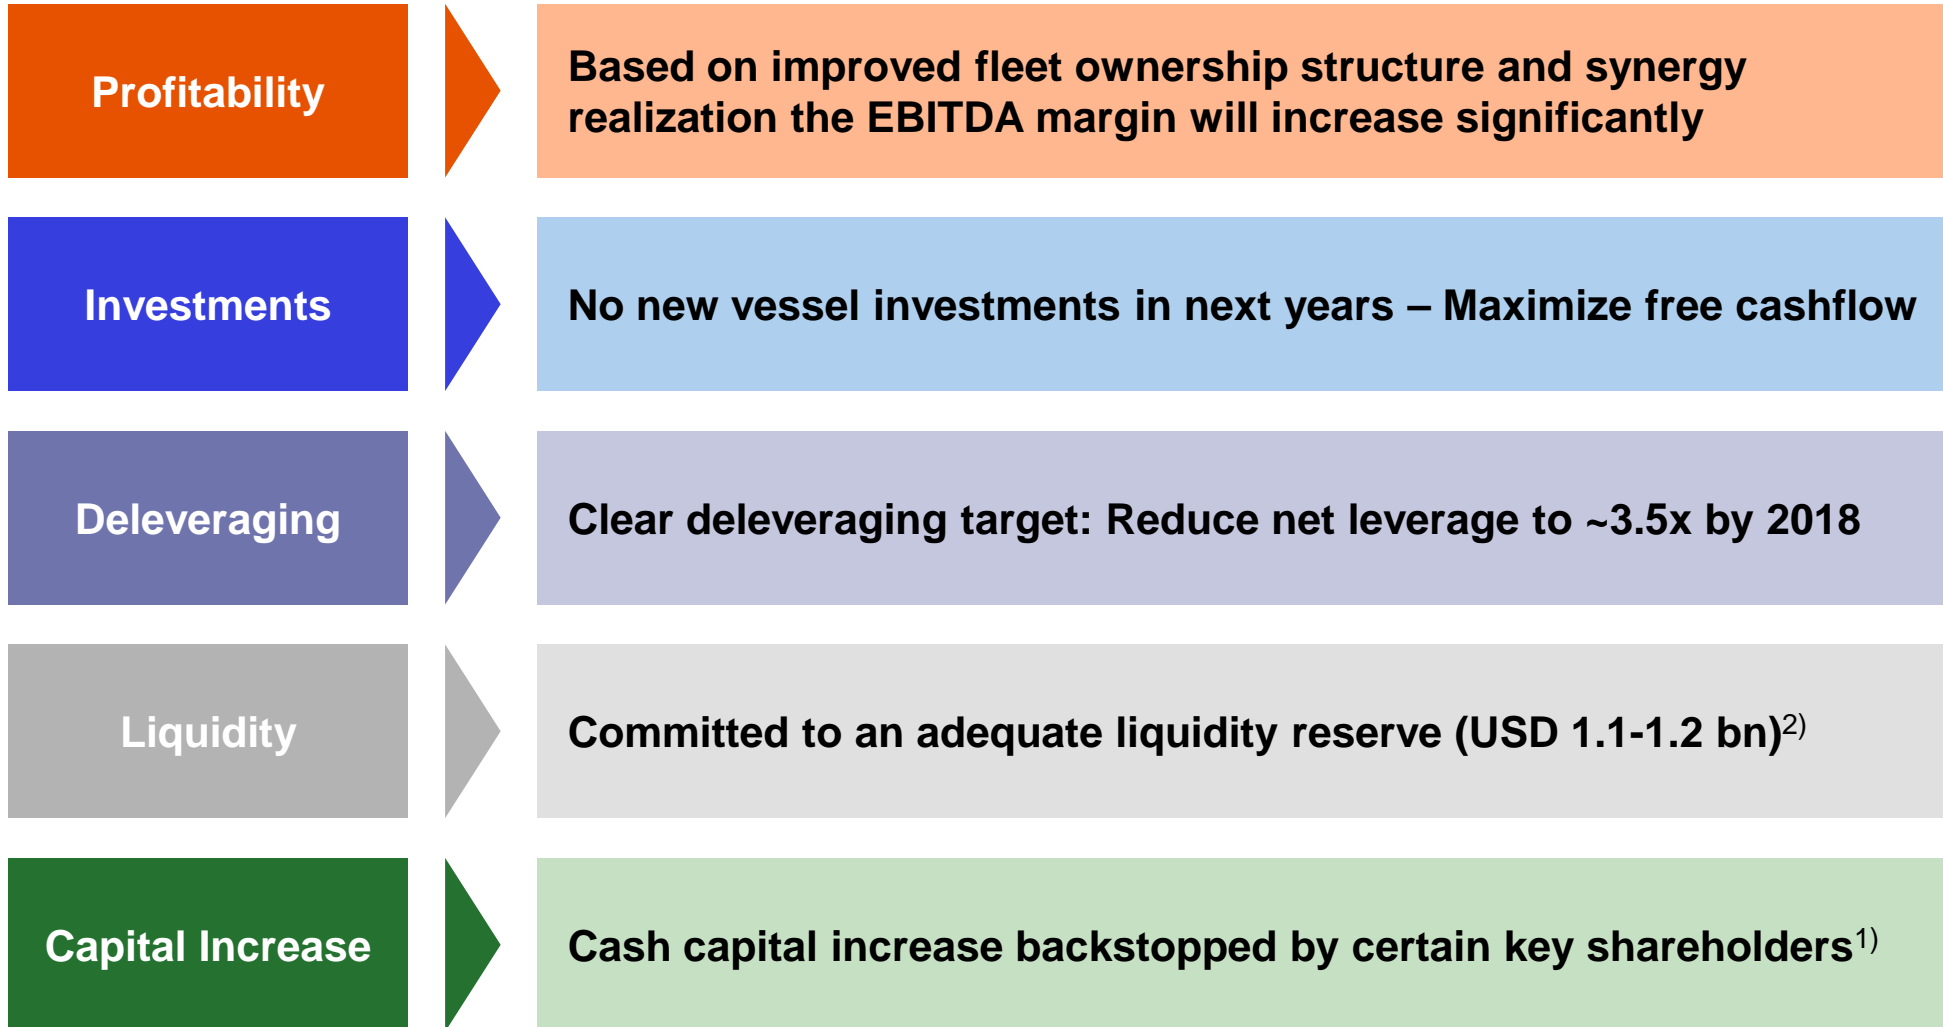 Profitability
Based on improved fleet ownership structure and synergy
realization the EBITDA margin will increase significantly
Investments
No new vessel investments in next years – Maximize free cashflow
Deleveraging
Clear deleveraging target: Reduce net leverage to ~3.5x by 2018
Liquidity
Committed to an adequate liquidity reserve (USD 1.1-1.2 bn)2)
Capital Increase
Cash capital increase backstopped by certain key shareholders1)